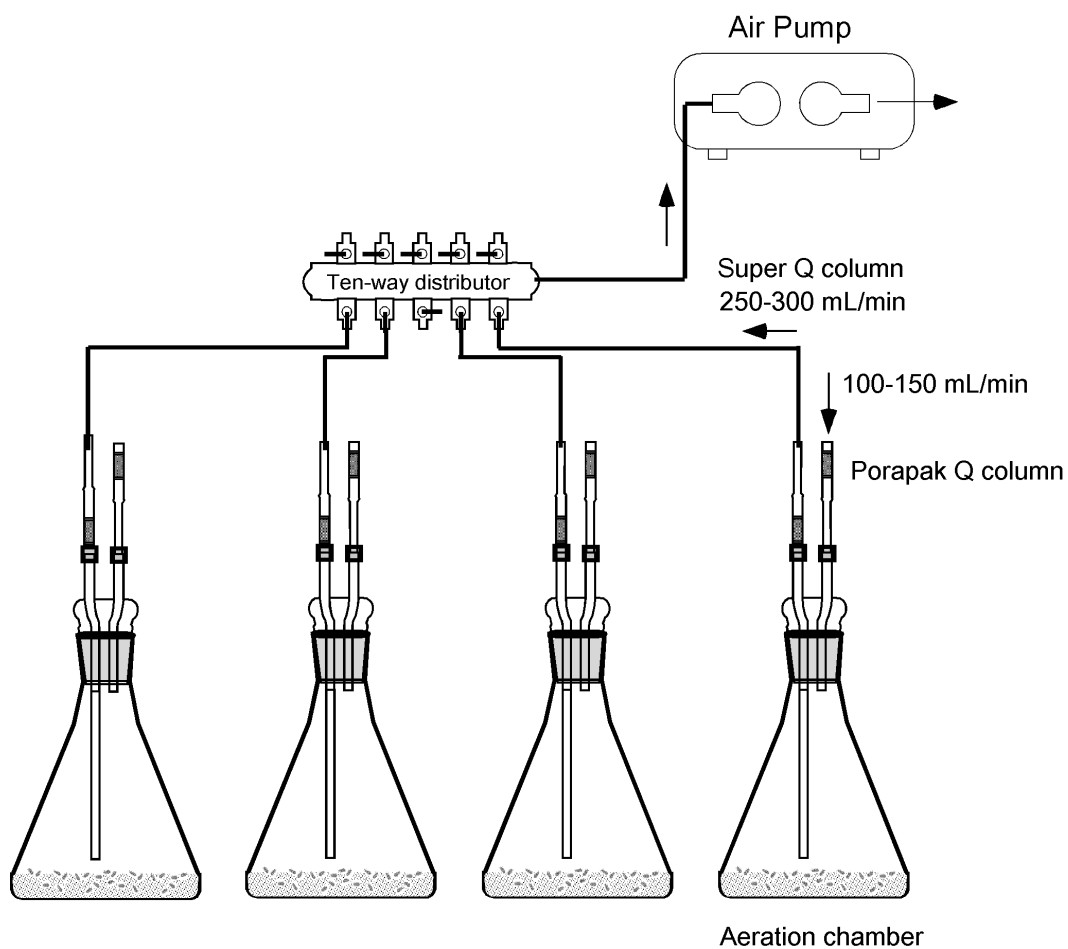 Air Pump
Ten-way distributor
Super Q column
250-300 mL/min
100-150 mL/min
Porapak Q column
Aeration chamber